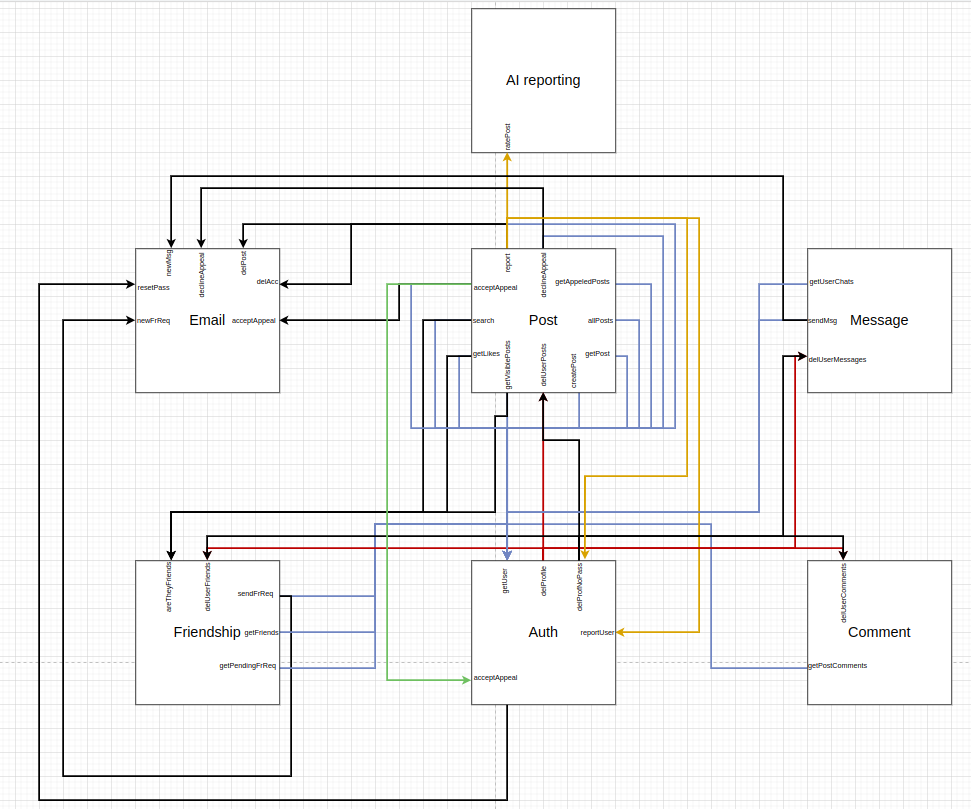 AI reporting
ratePost
newMsg
declineAppeal
delPost
resetPass
delAcc
newFrReq
Email
acceptAppeal
report
declineAppeal
getAppeledPosts
acceptAppeal
search
Post
allPosts
getLikes
getPost
getVisiblePosts
delUserPosts
createPost
getUserChats
sendMsg
Message
delUserMessages
areTheyFriends
delUserFriends
sendFrReq
Friendship
getFriends
getPendingFrReq
getUser
delProfile
delProfNoPass
Auth
reportUser
acceptAppeal
delUserComments
Comment
getPostComments